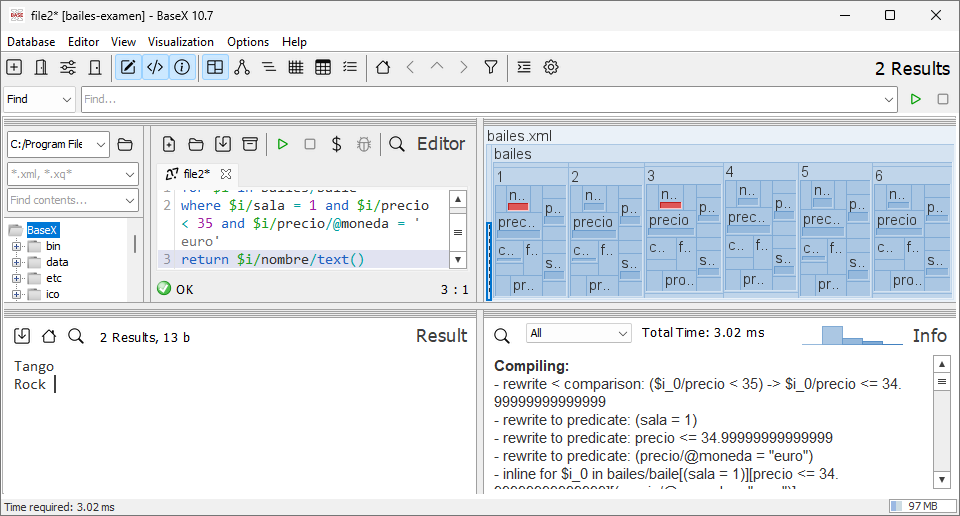 file2* [bailes-examen] - BaseX 10.7
Database Editor View Visualization Options Help
2 Results
Find Find...
C:/Program File
*.xml, *.xq*
Find contents...
BaseX
bin
data
etc
ico
Editor
file2*
2 where $i/sala = 1 and $i/precio
< 35 and $i/precio/@moneda = '
euro'
3 return $i/nombre/text()
OK 3 : 1
bailes.xml
bailes
1 2 3 4 5 6
n.. n.. n.. n.. n.. n..
p.. p.. p.. p.. p.. p..
prec.. precio precio prec.. prec.. precio
c.. f.. c.. f.. c.. f.. c.. f.. c.. f.. c.. f..
s.. s.. s.. s.. s.. s..
pr.. pr.. pro.. pr.. pr.. pro..
2 Results, 13 b Result
Tango
Rock
All Total Time: 3.02 ms Info
Compiling:
- rewrite < comparison: ($i_0/precio < 35) -> $i_0/precio <= 34.
99999999999999
- rewrite to predicate: (sala = 1)
- rewrite to predicate: precio <= 34.99999999999999
- rewrite to predicate: (precio/@moneda = "euro")
- inline for $i_0 in bailes/baile[(sala = 1)][precio <= 34.
Time required: 3.02 ms 97 MB